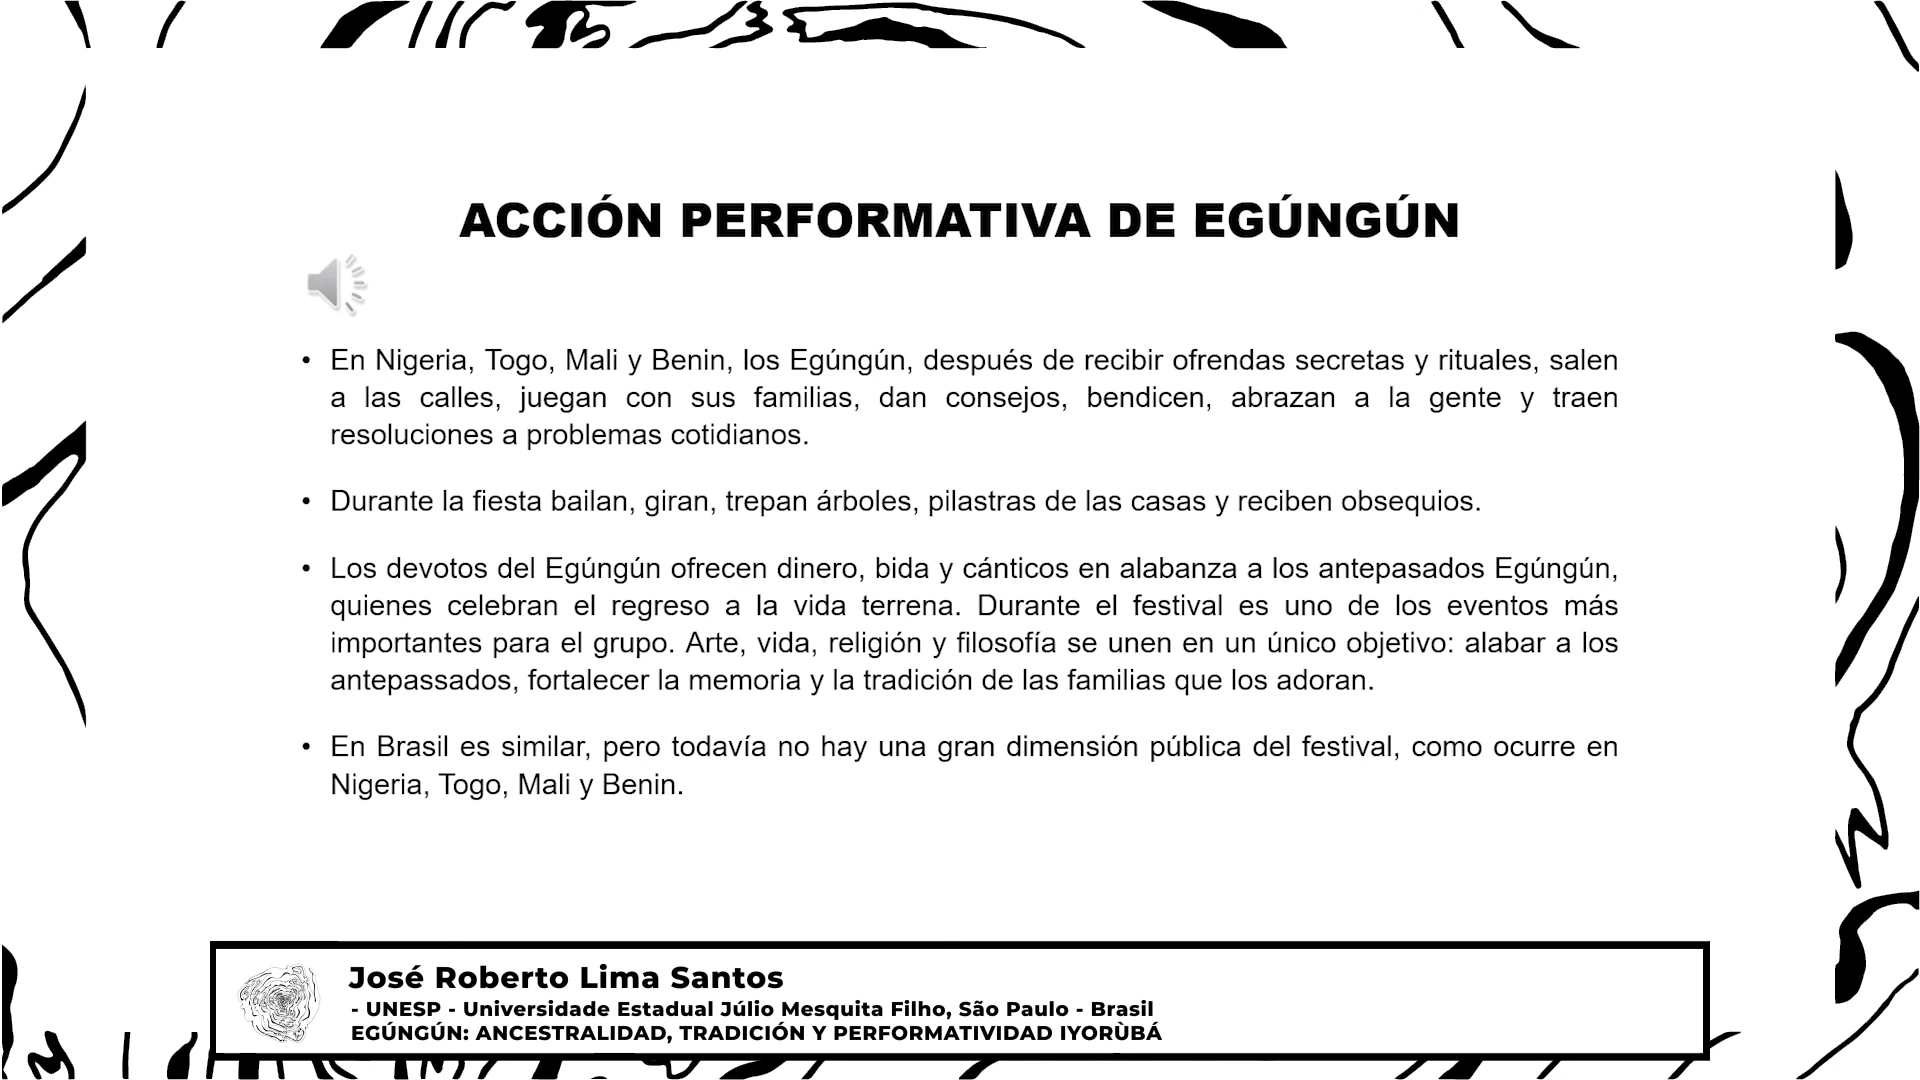 ACCIÓN PERFORMATIVA DE EGÚNGÚN
• En Nigeria, Togo, Mali y Benin, los Egúngún, después de recibir ofrendas secretas y rituales, salen
a las calles, juegan con sus familias, dan consejos, bendicen, abrazan a la gente y traen
resoluciones a problemas cotidianos.
• Durante la fiesta bailan, giran, trepan árboles, pilastras de las casas y reciben obsequios.
• Los devotos del Egúngún ofrecen dinero, bida y cánticos en alabanza a los antepasados Egúngún,
quienes celebran el regreso a la vida terrena. Durante el festival es uno de los eventos más
importantes para el grupo. Arte, vida, religión y filosofía se unen en un único objetivo: alabar a los
antepassados, fortalecer la memoria y la tradición de las familias que los adoran.
• En Brasil es similar, pero todavía no hay una gran dimensión pública del festival, como ocurre en
Nigeria, Togo, Mali y Benin.
José Roberto Lima Santos
- UNESP - Universidade Estadual Júlio Mesquita Filho, São Paulo - Brasil
EGÚNGÚN: ANCESTRALIDAD, TRADICIÓN Y PERFORMATIVIDAD IYORÙBÁ